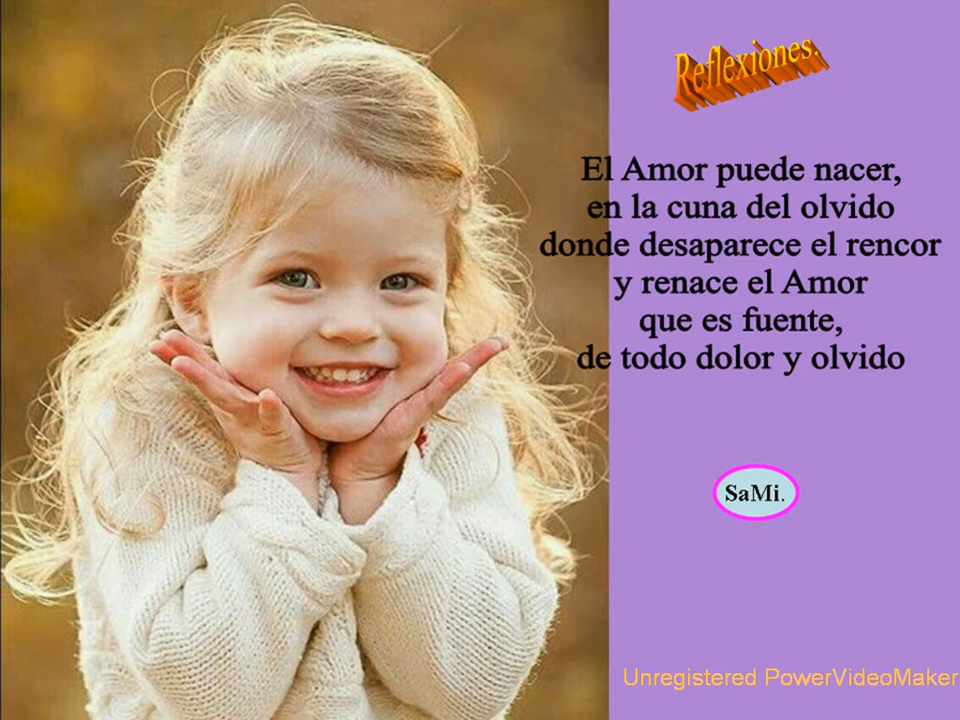 Reflexiones.
El Amor puede nacer,
en la cuna del olvido
donde desaparece el rencor
y renace el Amor
que es fuente,
de todo dolor y olvido
SaMi.
Unregistered PowerVideoMaker